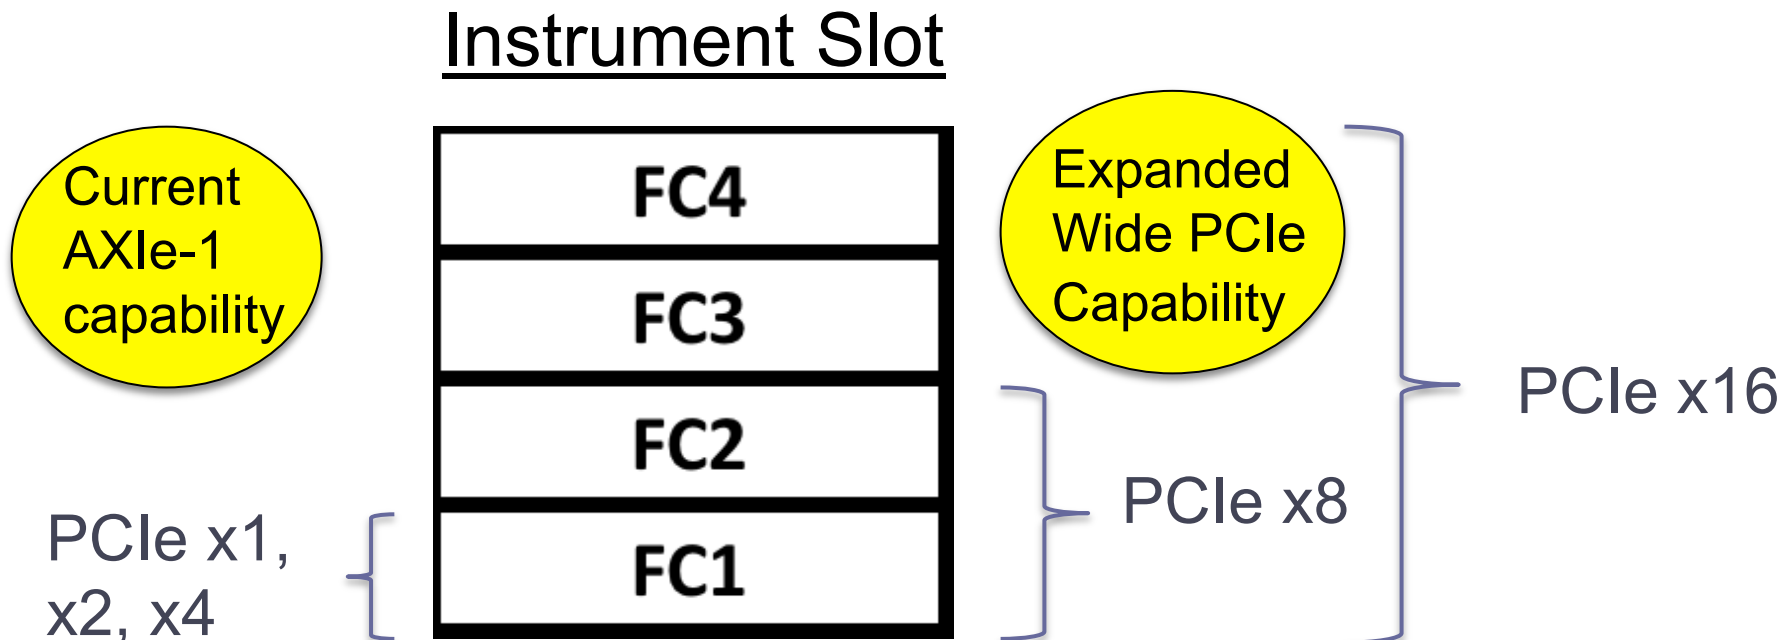 Instrument Slot
Current
AXIe-1
capability
FC4
FC3
FC2
FC1
Expanded
Wide PCIe
Capability
PCIe x16
PCIe x8
PCIe x1,
x2, x4